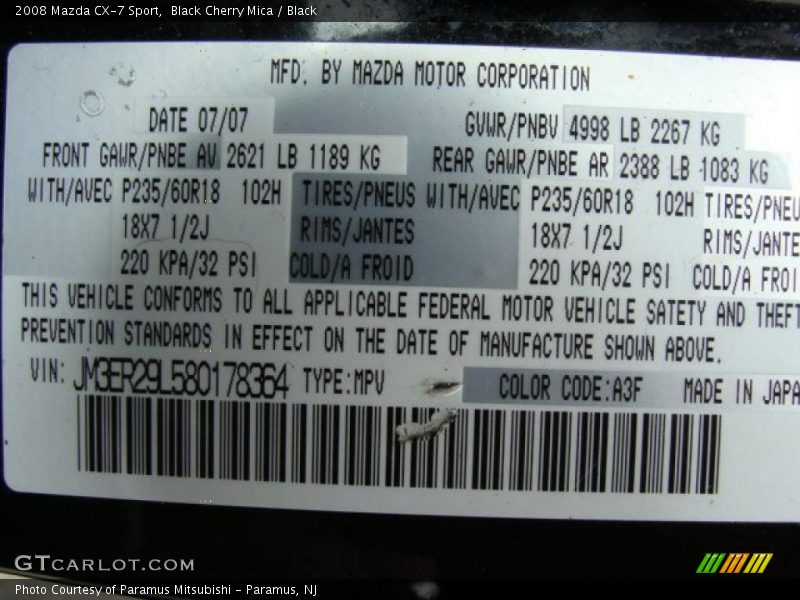 2008 Mazda CX-7 Sport,  Black Cherry Mica / Black
MFD. BY MAZDA MOTOR CORPORATION
DATE 07/07 GVWR/PNBV 4998 LB 2267 KG
FRONT GAWR/PNBE AV 2621 LB 1189 KG REAR GAWR/PNBE AR 2388 LB 1083 KG
WITH/AVEC P235/60R18 102H TIRES/PNEUS WITH/AVEC P235/60R18 102H TIRES/PNEU
18X7 1/2J RIMS/JANTES 18X7 1/2J RIMS/JANTE
220 KPA/32 PSI COLD/A FROID 220 KPA/32 PSI COLD/A FROI
THIS VEHICLE CONFORMS TO ALL APPLICABLE FEDERAL MOTOR VEHICLE SAFETY AND THEFT
PREVENTION STANDARDS IN EFFECT ON THE DATE OF MANUFACTURE SHOWN ABOVE.
VIN: JM3ER29L580178364 TYPE:MPV COLOR CODE:A3F MADE IN JAPA
GTCARLOT.COM
Photo Courtesy of Paramus Mitsubishi - Paramus, NJ